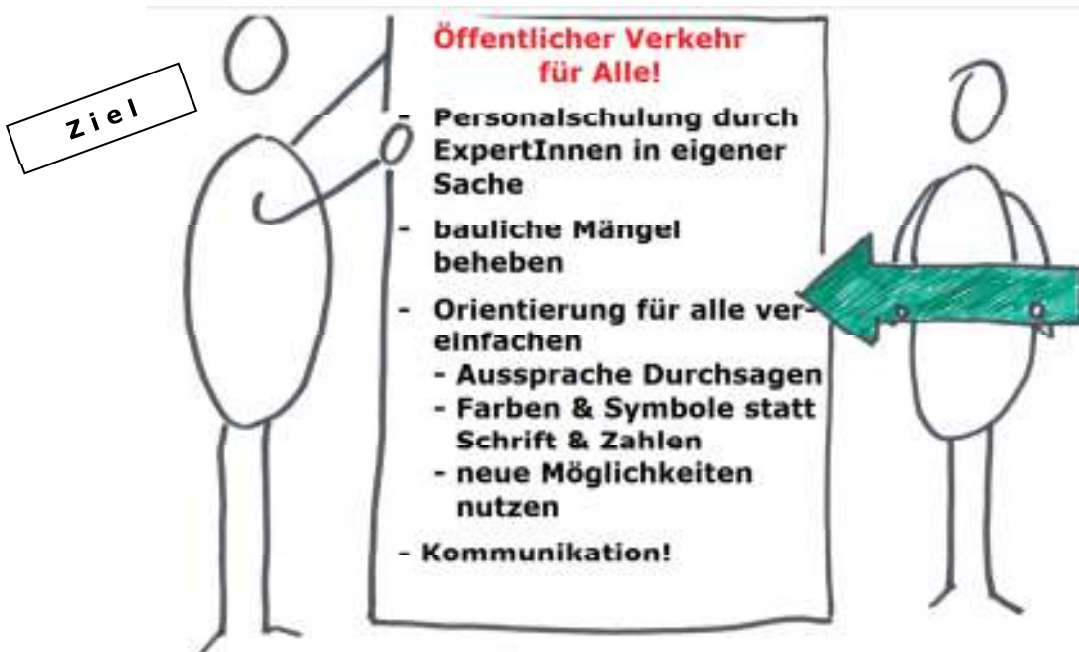 Ziel
Öffentlicher Verkehr
für Alle!
- Personalschulung durch
ExpertInnen in eigener
Sache
- bauliche Mängel
beheben
- Orientierung für alle ver-
einfachen
- Aussprache Durchsagen
- Farben & Symbole statt
Schrift & Zahlen
- neue Möglichkeiten
nutzen
- Kommunikation!